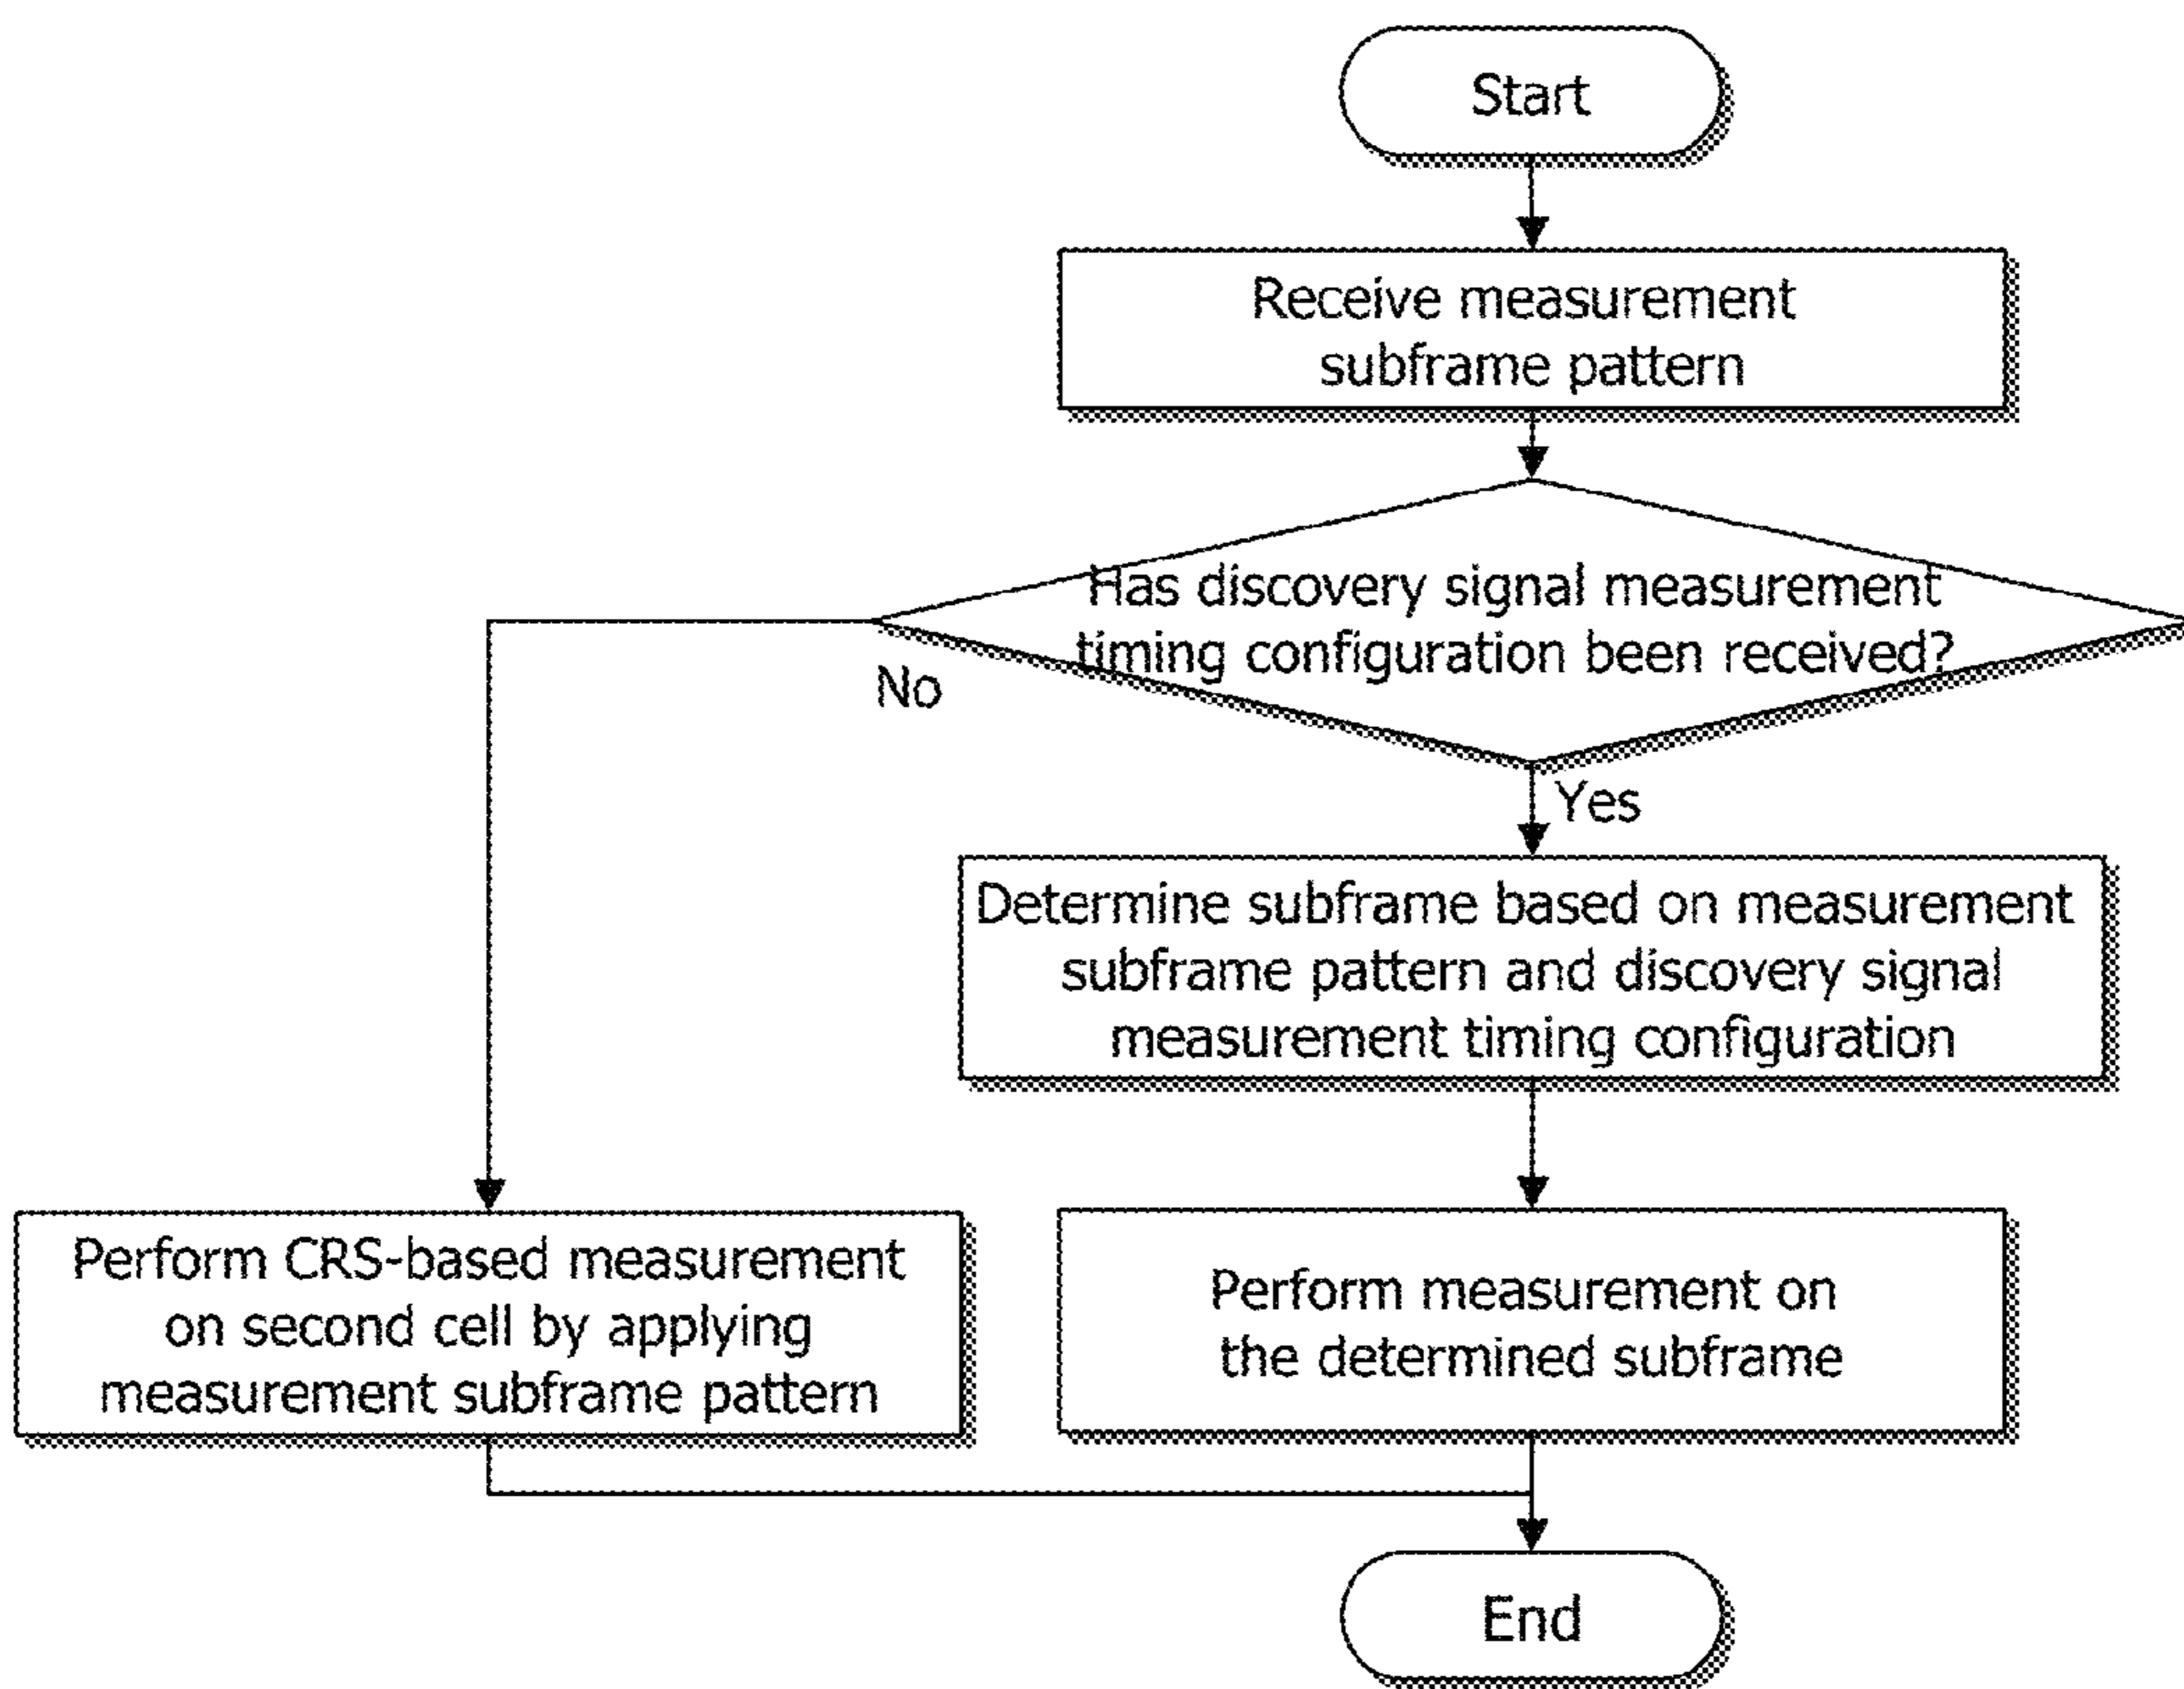 Start
Receive measurement
subframe pattern
Has discovery signal measurement
timing configuration been received?
No
Yes
Determine subframe based on measurement
subframe pattern and discovery signal
measurement timing configuration
Perform CRS-based measurement
on second cell by applying
measurement subframe pattern
Perform measurement on
the determined subframe
End